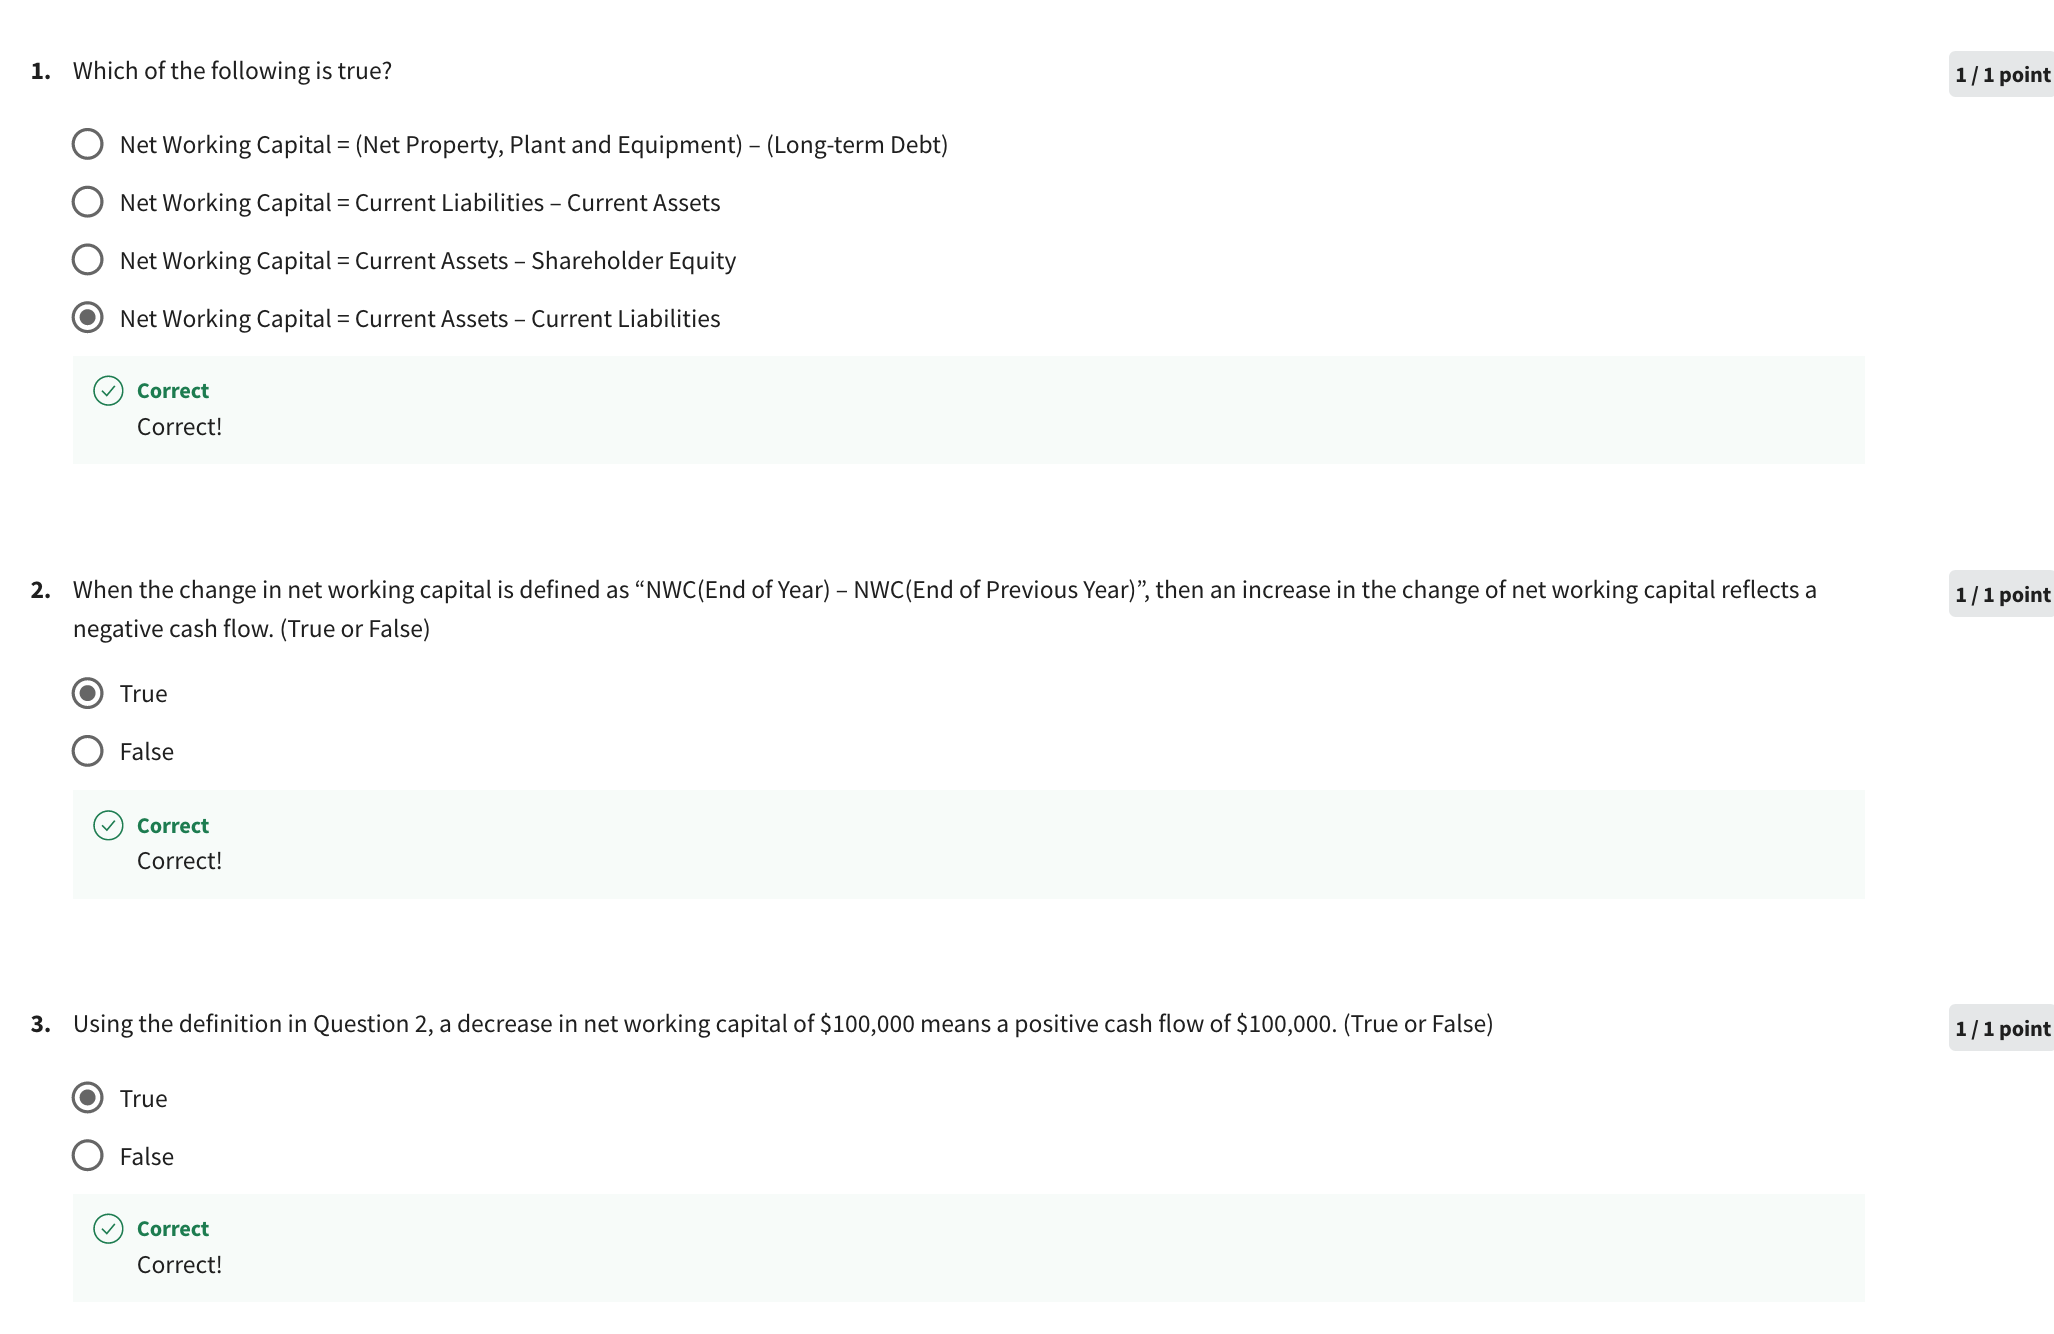 1. Which of the following is true?
1 / 1 point
Net Working Capital = (Net Property, Plant and Equipment) – (Long-term Debt)
Net Working Capital = Current Liabilities – Current Assets
Net Working Capital = Current Assets – Shareholder Equity
Net Working Capital = Current Assets – Current Liabilities
Correct
Correct!
2. When the change in net working capital is defined as “NWC(End of Year) – NWC(End of Previous Year)”, then an increase in the change of net working capital reflects a
1 / 1 point
negative cash flow. (True or False)
True
False
Correct
Correct!
3. Using the definition in Question 2, a decrease in net working capital of $100,000 means a positive cash flow of $100,000. (True or False)
1 / 1 point
True
False
Correct
Correct!